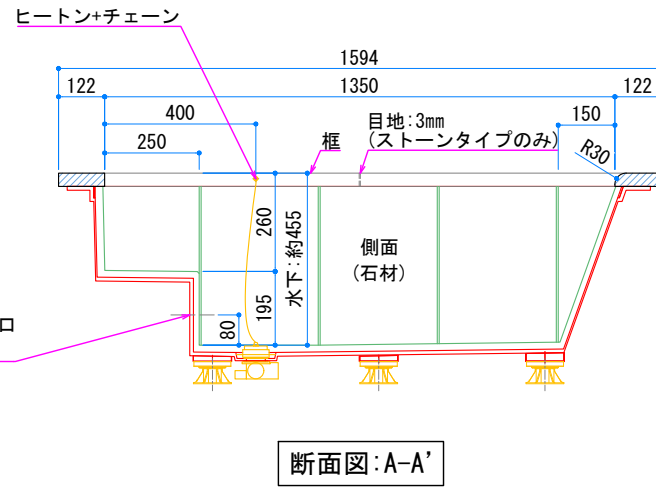 ヒートン+チェーン
1594
122
1350
122
400
150
250
框
目地:3mm
(ストーンタイプのみ)
R30
260
水下:約455
側面
(石材)
195
80
口
断面図:A-A'